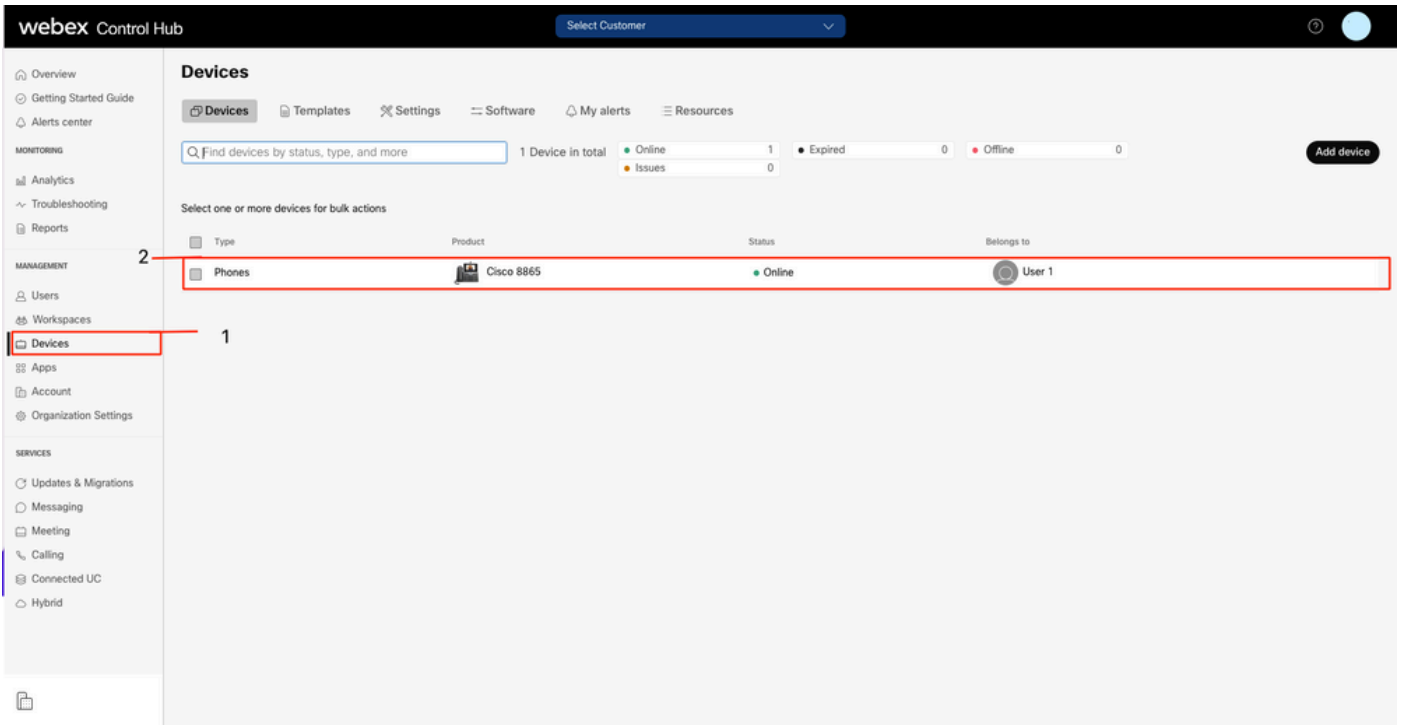 webex Control Hub
Select Customer
Overview
Getting Started Guide
Alerts center
MONITORING
Analytics
Troubleshooting
Reports
MANAGEMENT
Users
Workspaces
Devices
Apps
Account
Organization Settings
SERVICES
Updates & Migrations
Messaging
Meeting
Calling
Connected UC
Hybrid
Devices
Devices Templates Settings Software My alerts Resources
Find devices by status, type, and more
1 Device in total
Online 1
Expired 0
Offline 0
Issues 0
Add device
Select one or more devices for bulk actions
Type Product Status Belongs to
2
Phones Cisco 8865 Online User 1
1